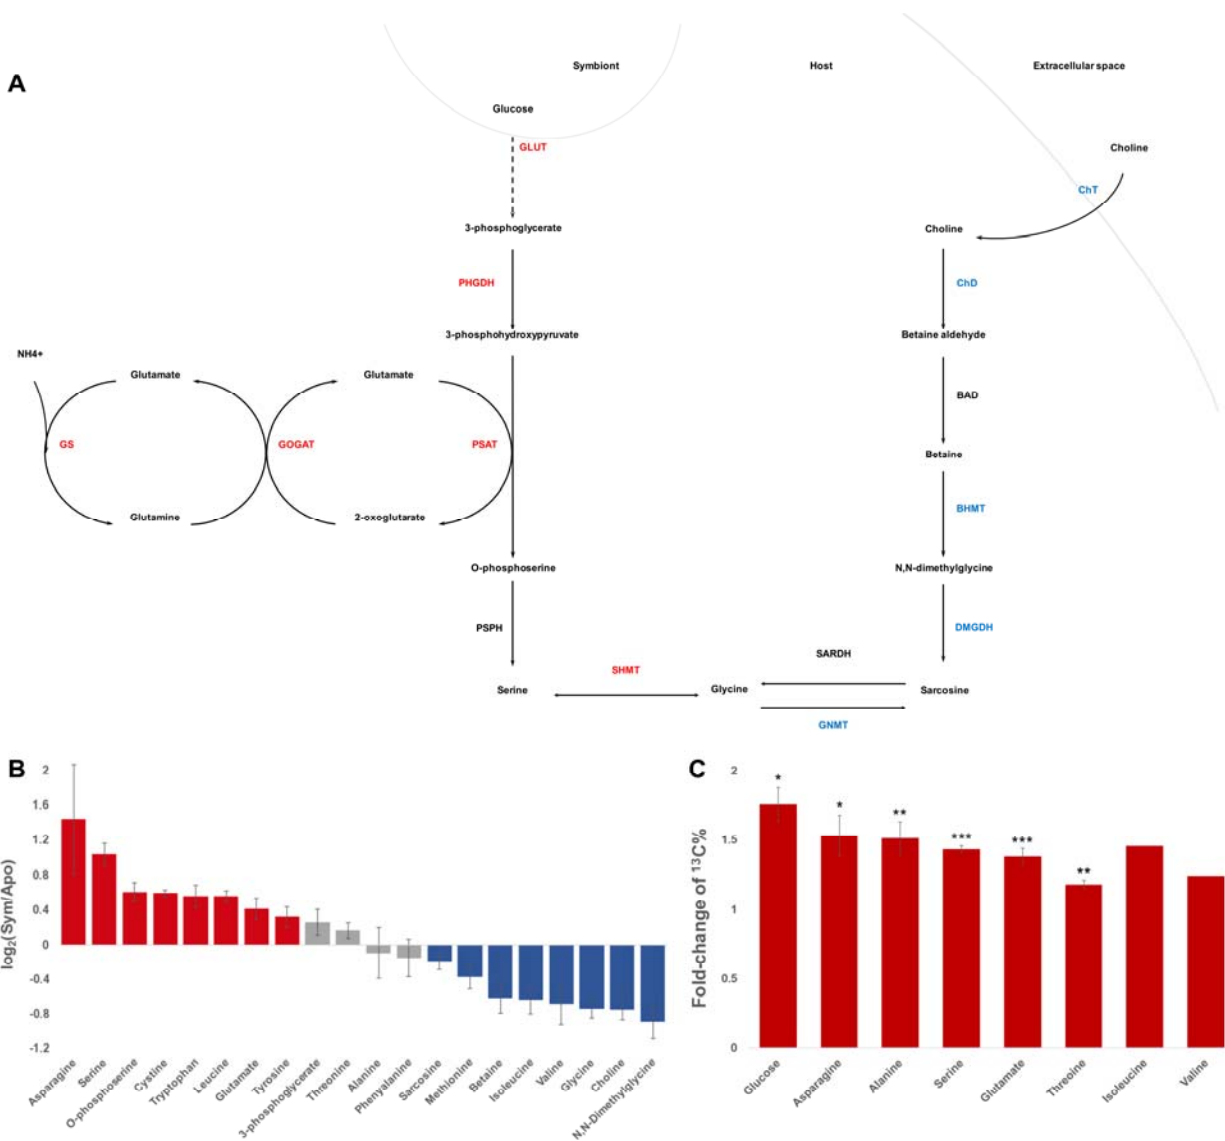 A
Symbiont
Host
Extracellular space
Glucose
GLUT
Choline
ChT
3-phosphoglycerate
Choline
PHGDH
ChD
3-phosphohydroxypyruvate
Betaine aldehyde
NH4+
Glutamate
Glutamate
BAD
GS
GOGAT
PSAT
Betaine
Glutamine
2-oxoglutarate
BHMT
O-phosphoserine
N,N-dimethylglycine
PSPH
DMGDH
SARDH
SHMT
Serine
Glycine
Sarcosine
GNMT
B
log2(Sym/Apo)
2
1.6
1.2
0.8
0.4
0
-0.4
-0.8
-1.2
Asparagine
Serine
O-phosphoserine
Cystine
Tryptophan
Leucine
Glutamate
Tyrosine
3-phosphoglycerate
Threonine
Alanine
Phenyalanine
Sarcosine
Methionine
Betaine
Isoleucine
Valine
Glycine
Choline
N,N-Dimethylglycine
C
Fold-change of 13C%
2
1.5
1
0.5
0
*
*
**
***
***
**
Glucose
Asparagine
Alanine
Serine
Glutamate
Threoine
Isoleucine
Valine